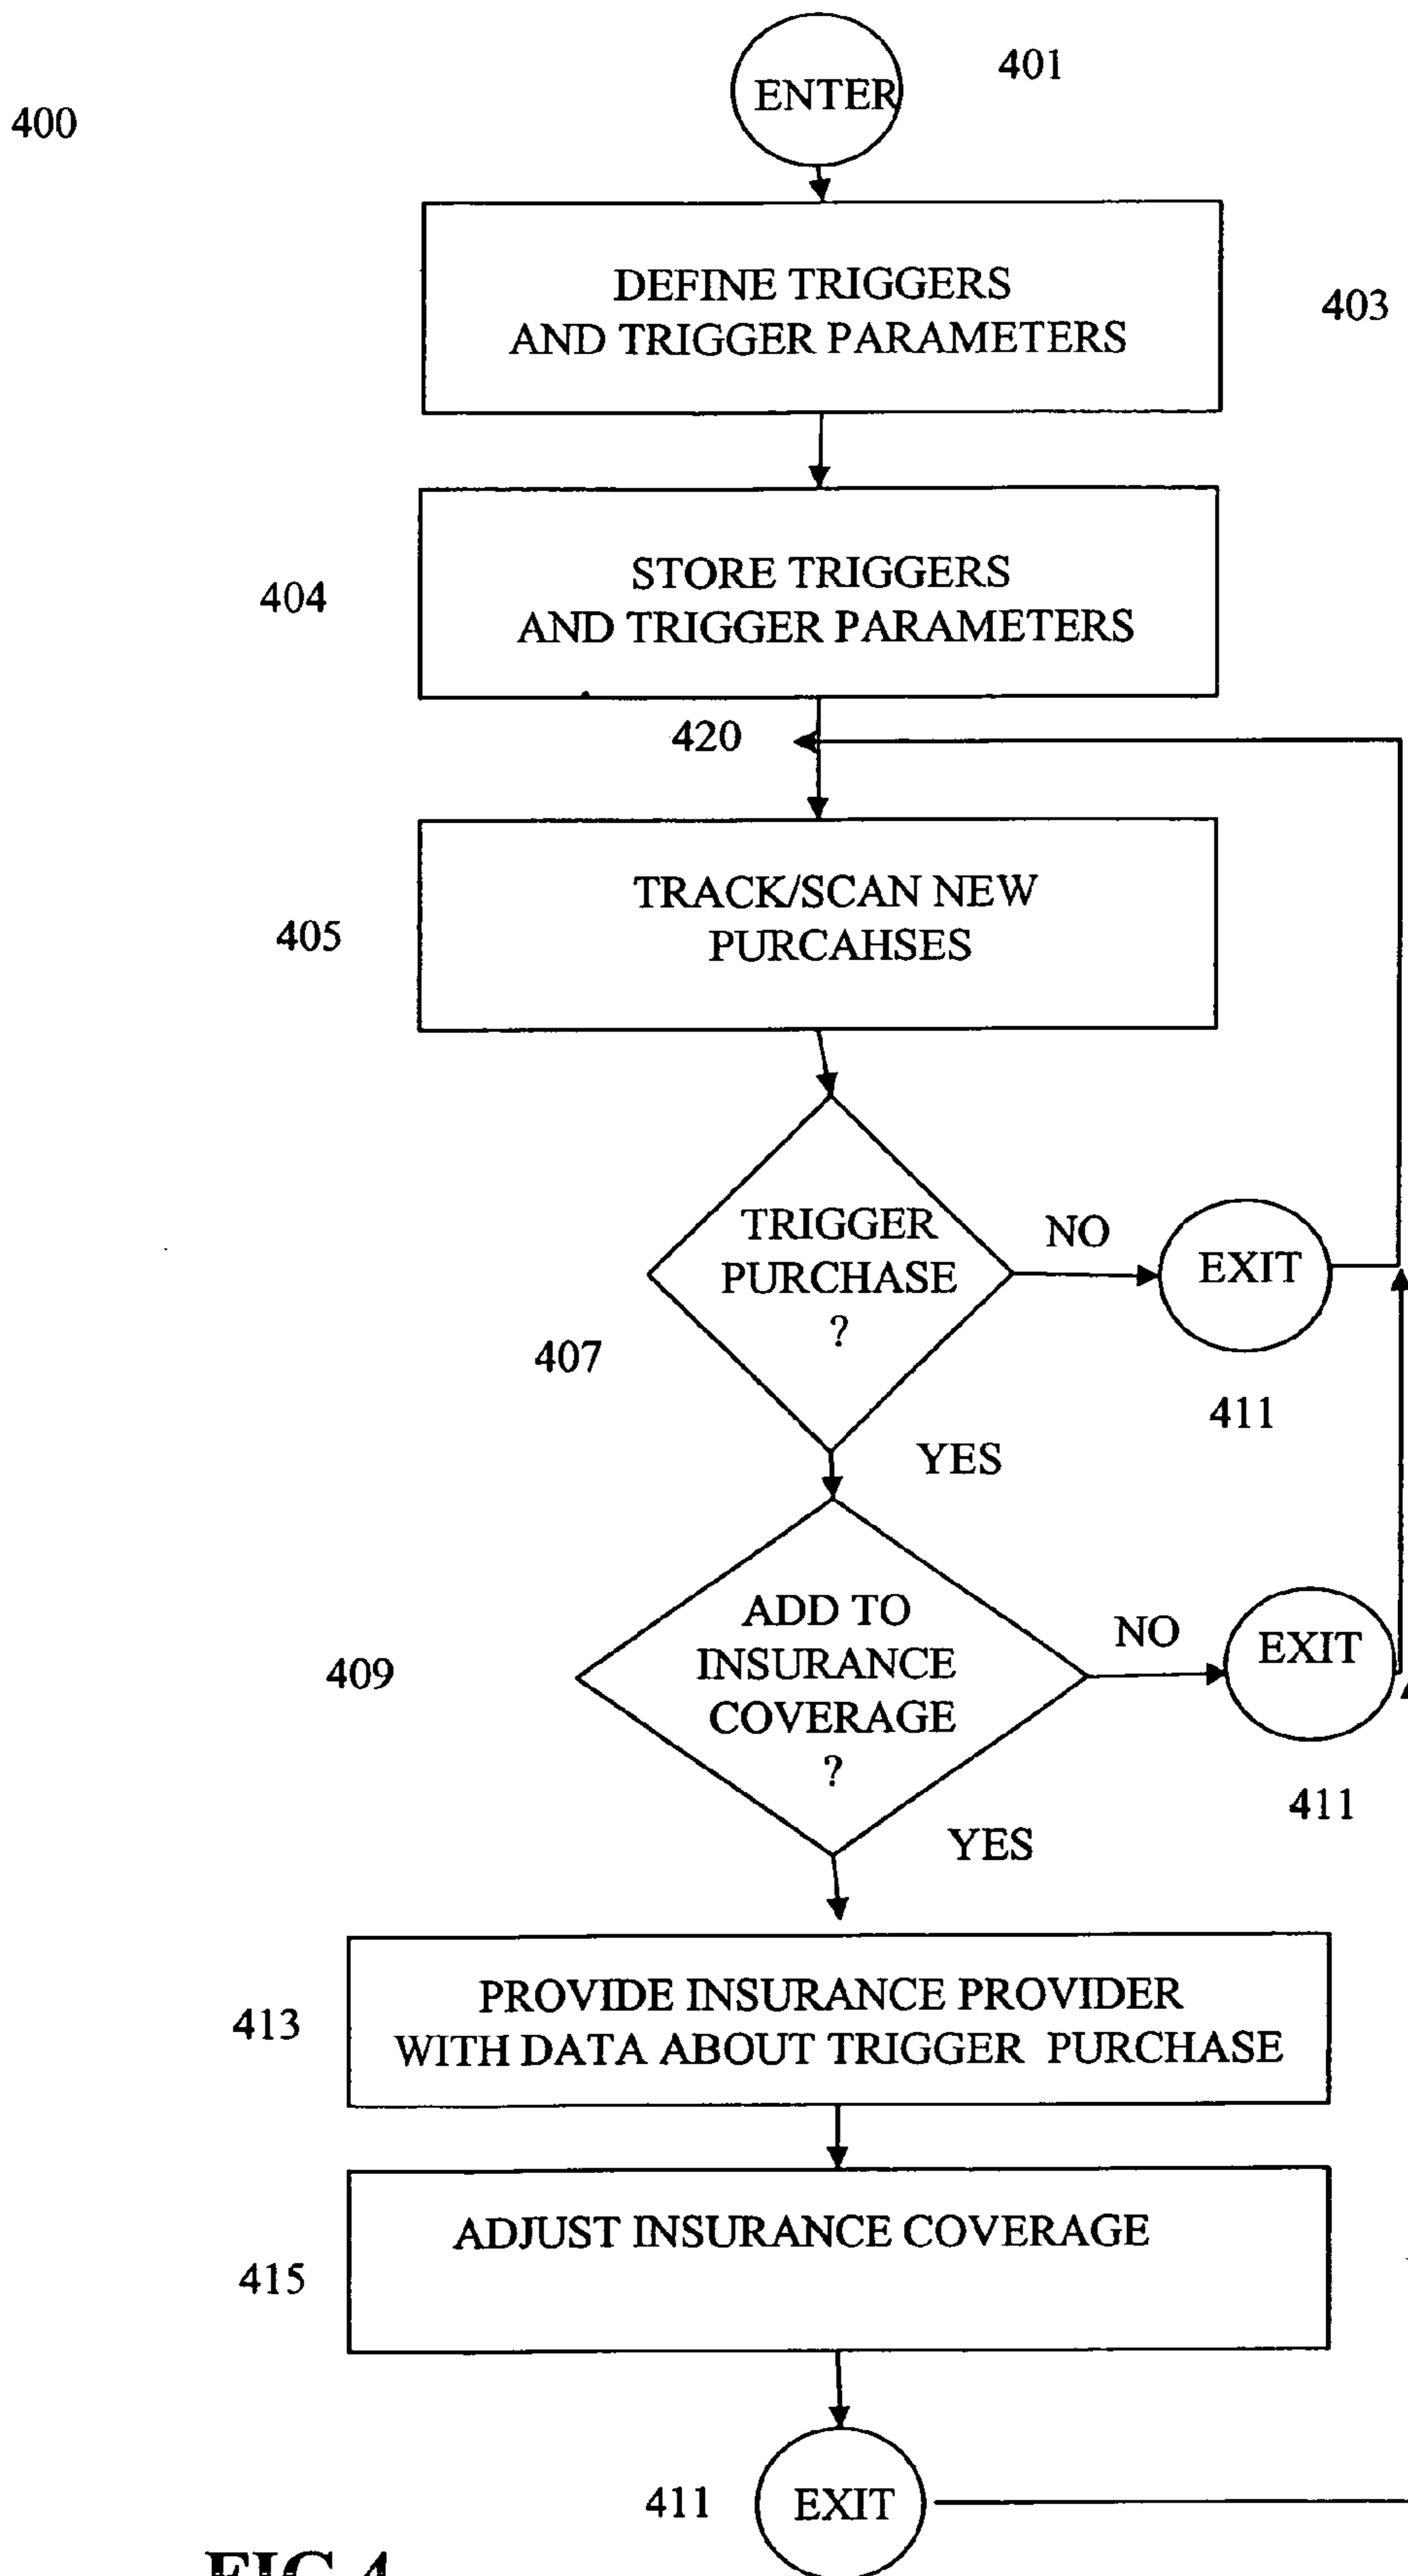 401
ENTER
400
DEFINE TRIGGERS
AND TRIGGER PARAMETERS
403
STORE TRIGGERS
AND TRIGGER PARAMETERS
404
420
TRACK/SCAN NEW
PURCAHSES
405
TRIGGER
PURCHASE
?
NO
EXIT
407
411
YES
ADD TO
INSURANCE
COVERAGE
?
NO
EXIT
409
411
YES
PROVIDE INSURANCE PROVIDER
WITH DATA ABOUT TRIGGER PURCHASE
413
ADJUST INSURANCE COVERAGE
415
411
EXIT
FIG 4